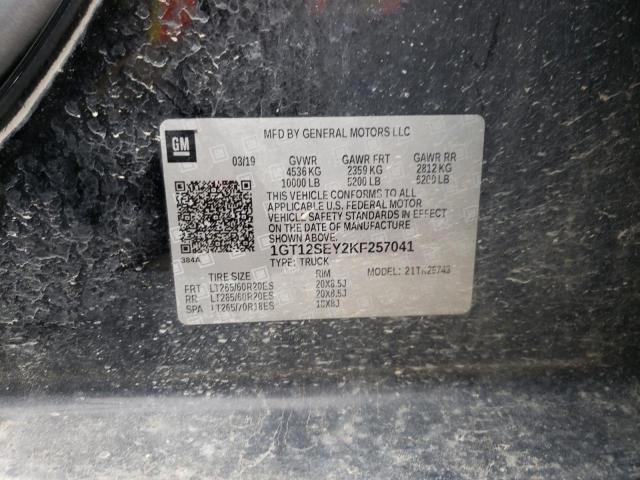 GM
MFD BY GENERAL MOTORS LLC
03/19 GVWR GAWR FRT GAWR RR
4536 KG 2359 KG 2812 KG
10000 LB 5200 LB 6200 LB
THIS VEHICLE CONFORMS TO ALL
APPLICABLE U.S. FEDERAL MOTOR
VEHICLE SAFETY STANDARDS IN EFFECT
ON THE DATE OF MANUFACTURE
SHOWN ABOVE.
384A
1GT12SEY2KF257041
TYPE: TRUCK
TIRE SIZE RIM MODEL:
FRT LT265/60R20ES 20X8.5J
RR LT265/60R20ES 20X8.5J
SPA LT265/70R18ES 18X8J